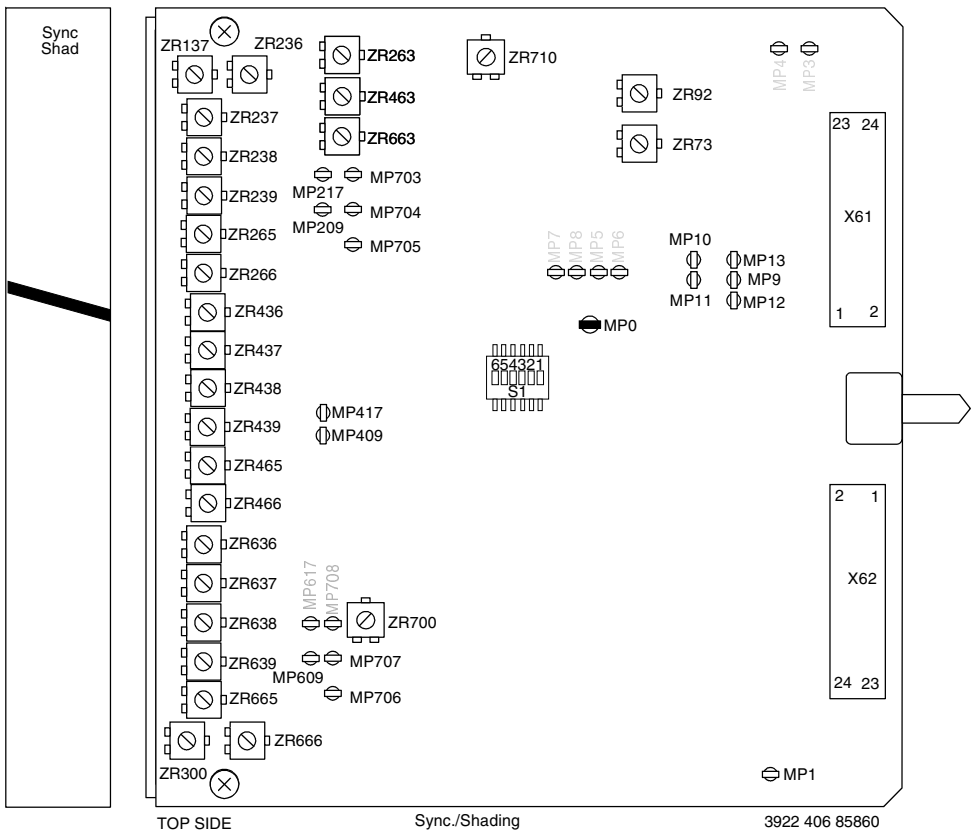 Sync
Shad
ZR137
ZR236
ZR263
ZR710
MP4
MP3
ZR463
ZR92
ZR237
ZR663
ZR73
23 24
ZR238
MP703
MP217
ZR239
MP704
MP209
X61
ZR265
MP705
MP7
MP8
MP5
MP6
MP10
MP13
ZR266
MP9
MP11
MP12
ZR436
1 2
MP0
ZR437
654321
S1
ZR438
MP417
ZR439
MP409
ZR465
ZR466
2 1
ZR636
ZR637
MP617
MP708
X62
ZR638
ZR700
ZR639
MP707
MP609
ZR665
MP706
24 23
ZR666
ZR300
MP1
TOP SIDE
Sync./Shading
3922 406 85860